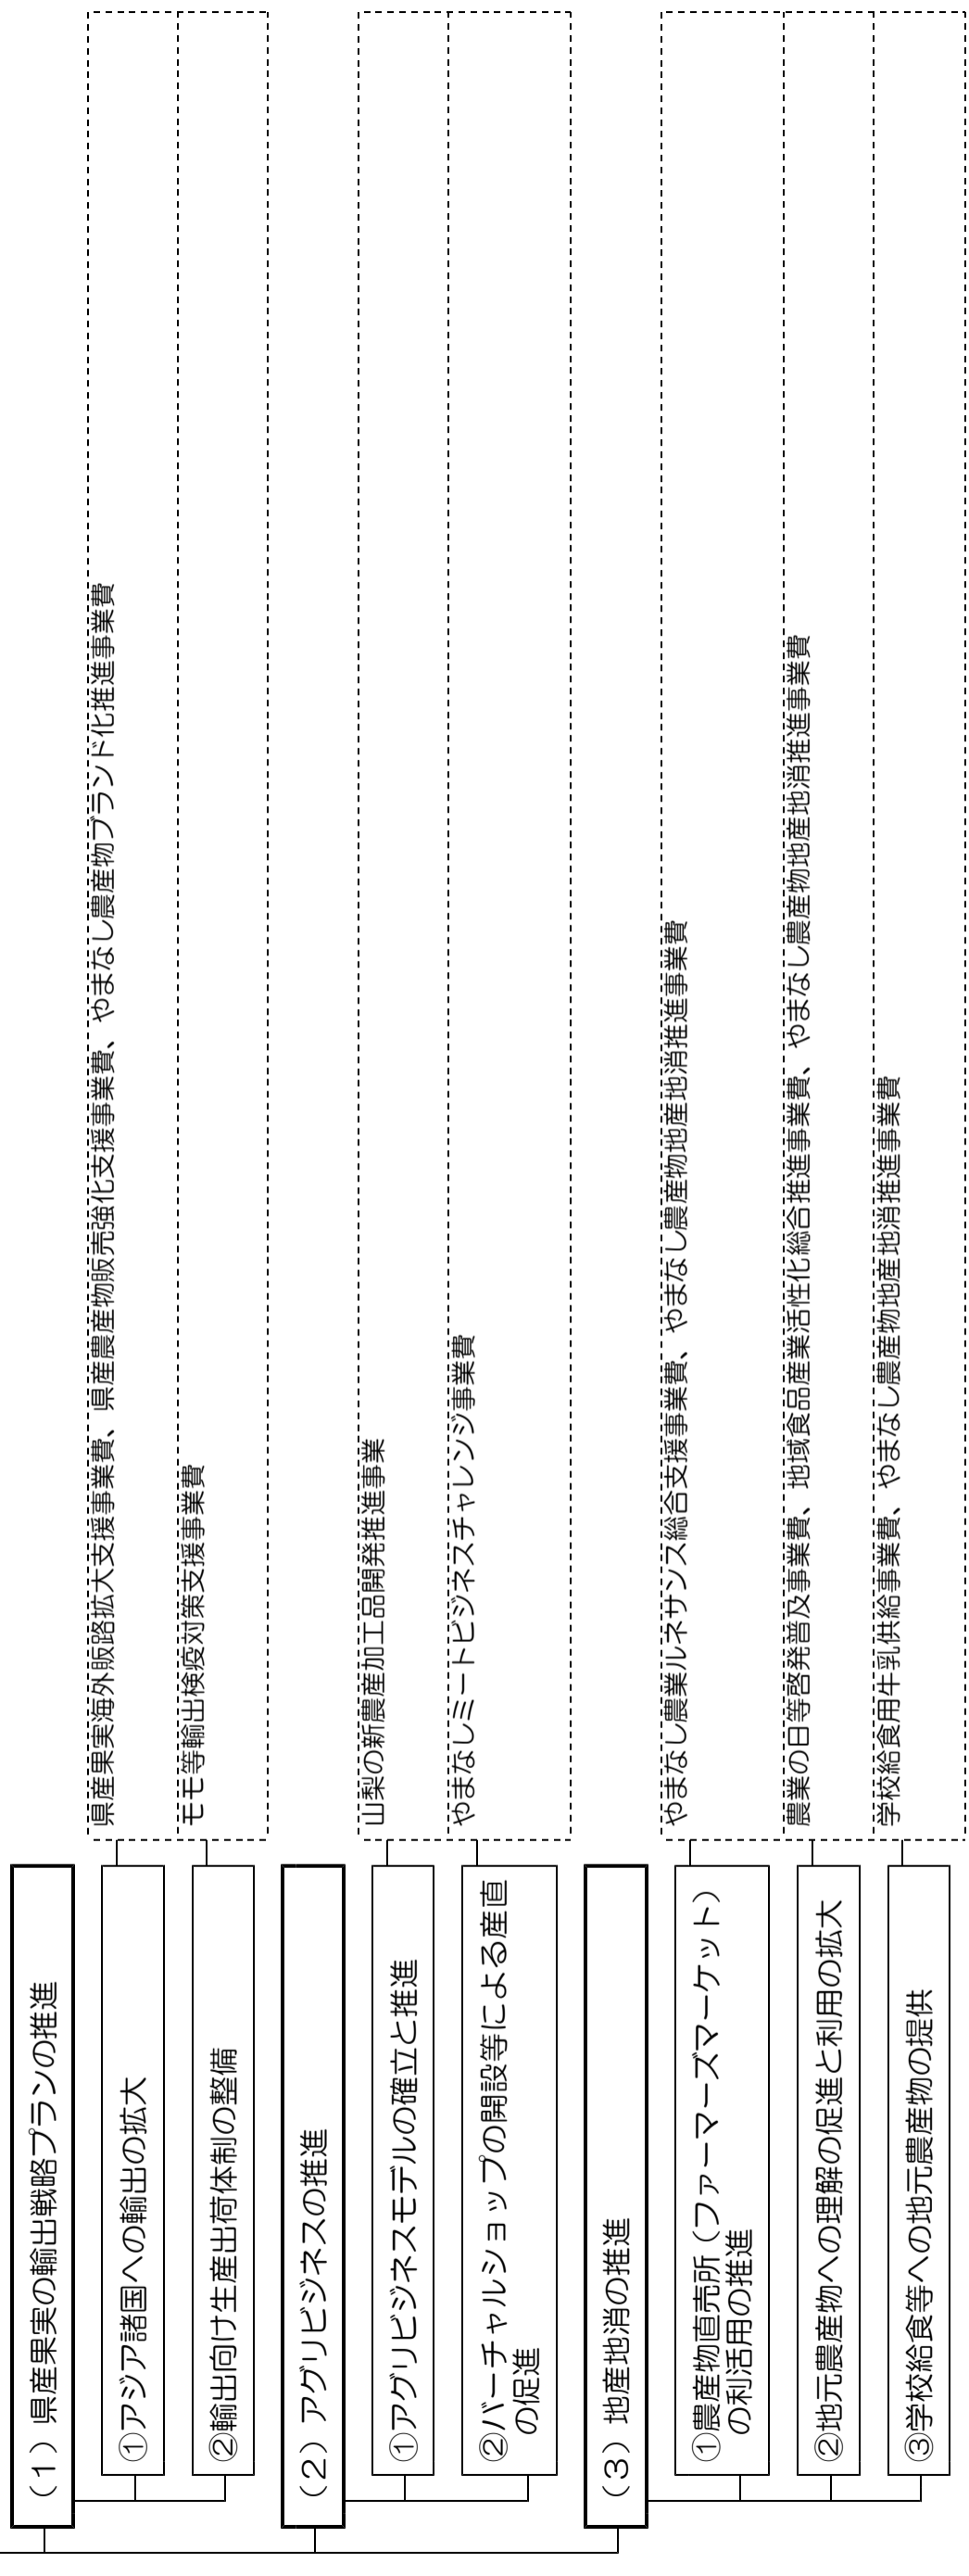 （１）県産果実の輸出戦略プランの推進
①アジア諸国への輸出の拡大
県産果実海外販路拡大支援事業費、県産農産物販売強化支援事業費、やまなし農産物ブランド化推進事業費
②輸出向け生産出荷体制の整備
モモ等輸出検疫対策支援事業費
（２）アグリビジネスの推進
①アグリビジネスモデルの確立と推進
山梨の新農産加工品開発推進事業
②バーチャルショップの開設等による産直
の促進
やまなしミートビジネスチャレンジ事業費
（３）地産地消の推進
①農産物直売所（ファーマーズマーケット）
の利活用の推進
やまなし農業ルネサンス総合支援事業費、やまなし農産物地産地消推進事業費
②地元農産物への理解の促進と利用の拡大
農業の日等啓発普及事業費、地域食品産業活性化総合推進事業費、やまなし農産物地産地消推進事業費
③学校給食等への地元農産物の提供
学校給食用牛乳供給事業費、やまなし農産物地産地消推進事業費